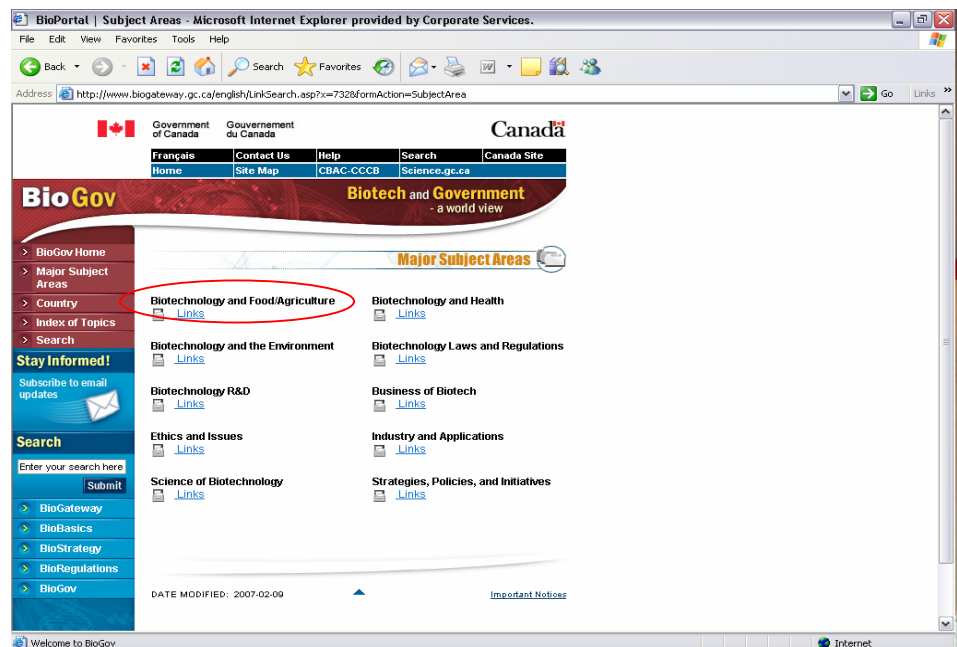 BioPortal | Subject Areas - Microsoft Internet Explorer provided by Corporate Services.
File Edit View Favorites Tools Help
Back Search Favorites
Address http://www.biogateway.gc.ca/english/LinkSearch.asp?x=732&formAction=SubjectArea Go Links »
Government Gouvernement
of Canada du Canada
Canada
Français Contact Us Help Search Canada Site
Home Site Map CBAC-CCCB Science.gc.ca
BioGov
Biotech and Government
- a world view
BioGov Home
Major Subject
Areas
Country
Index of Topics
Search
Stay Informed!
Subscribe to email
updates
Search
Enter your search here
Submit
BioGateway
BioBasics
BioStrategy
BioRegulations
BioGov
Major Subject Areas
Biotechnology and Food/Agriculture Biotechnology and Health
Links Links
Biotechnology and the Environment Biotechnology Laws and Regulations
Links Links
Biotechnology R&D Business of Biotech
Links Links
Ethics and Issues Industry and Applications
Links Links
Science of Biotechnology Strategies, Policies, and Initiatives
Links Links
DATE MODIFIED: 2007-02-09 Important Notices
Welcome to BioGov Internet